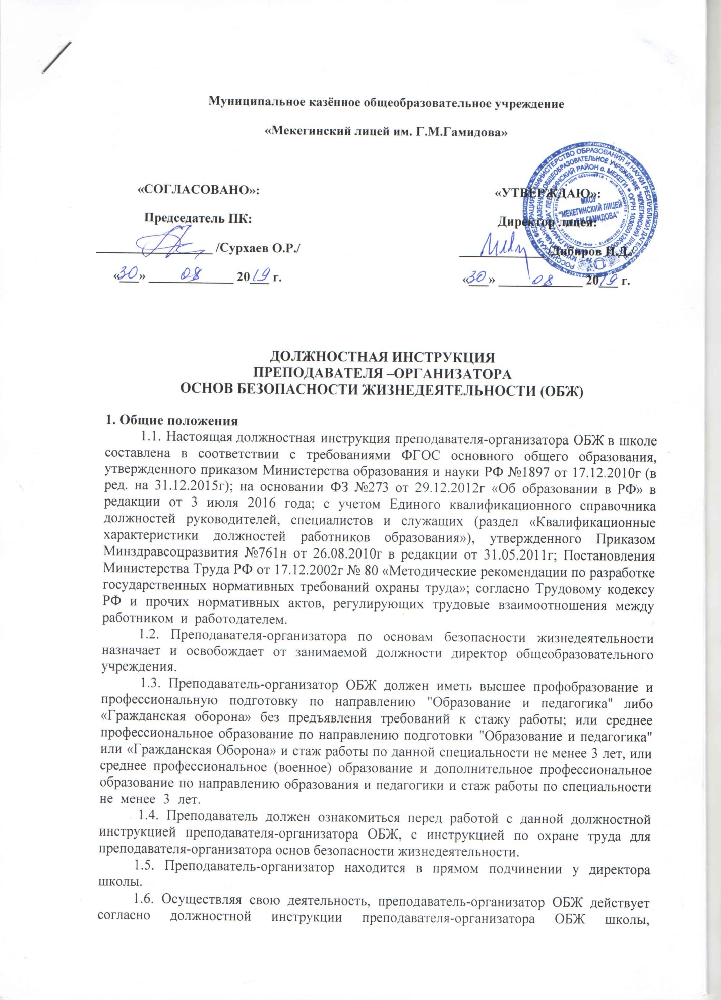 Муниципальное казённое общеобразовательное учреждение
«Мекегинский лицей им. Г.М.Гамидова»
«СОГЛАСОВАНО»:
Председатель ПК:
/Сурхаев О.Р./
«30» 08 2019 г.
«УТВЕРЖДАЮ»:
Директор лицея:
/Дибиров И.Д./
«30» 08 2019 г.
МКОУ
"МЕКЕГИНСКИЙ ЛИЦЕЙ
ИМ. Г.М.ГАМИДОВА"
ДОЛЖНОСТНАЯ ИНСТРУКЦИЯ
ПРЕПОДАВАТЕЛЯ –ОРГАНИЗАТОРА
ОСНОВ БЕЗОПАСНОСТИ ЖИЗНЕДЕЯТЕЛЬНОСТИ (ОБЖ)
1. Общие положения
1.1. Настоящая должностная инструкция преподавателя-организатора ОБЖ в школе
составлена в соответствии с требованиями ФГОС основного общего образования,
утвержденного приказом Министерства образования и науки РФ №1897 от 17.12.2010г (в
ред. на 31.12.2015г); на основании ФЗ №273 от 29.12.2012г «Об образовании в РФ» в
редакции от 3 июля 2016 года; с учетом Единого квалификационного справочника
должностей руководителей, специалистов и служащих (раздел «Квалификационные
характеристики должностей работников образования»), утвержденного Приказом
Минздравсоцразвития №761н от 26.08.2010г в редакции от 31.05.2011г; Постановления
Министерства Труда РФ от 17.12.2002г № 80 «Методические рекомендации по разработке
государственных нормативных требований охраны труда»; согласно Трудовому кодексу
РФ и прочих нормативных актов, регулирующих трудовые взаимоотношения между
работником и работодателем.
1.2. Преподавателя-организатора по основам безопасности жизнедеятельности
назначает и освобождает от занимаемой должности директор общеобразовательного
учреждения.
1.3. Преподаватель-организатор ОБЖ должен иметь высшее профобразование и
профессиональную подготовку по направлению "Образование и педагогика" либо
«Гражданская оборона» без предъявления требований к стажу работы; или среднее
профессиональное образование по направлению подготовки "Образование и педагогика"
или «Гражданская Оборона» и стаж работы по данной специальности не менее 3 лет, или
среднее профессиональное (военное) образование и дополнительное профессиональное
образование по направлению образования и педагогики и стаж работы по специальности
не менее 3 лет.
1.4. Преподаватель должен ознакомиться перед работой с данной должностной
инструкцией преподавателя-организатора ОБЖ, с инструкцией по охране труда для
преподавателя-организатора основ безопасности жизнедеятельности.
1.5. Преподаватель-организатор находится в прямом подчинении у директора
школы.
1.6. Осуществляя свою деятельность, преподаватель-организатор ОБЖ действует
согласно должностной инструкции преподавателя-организатора ОБЖ школы,